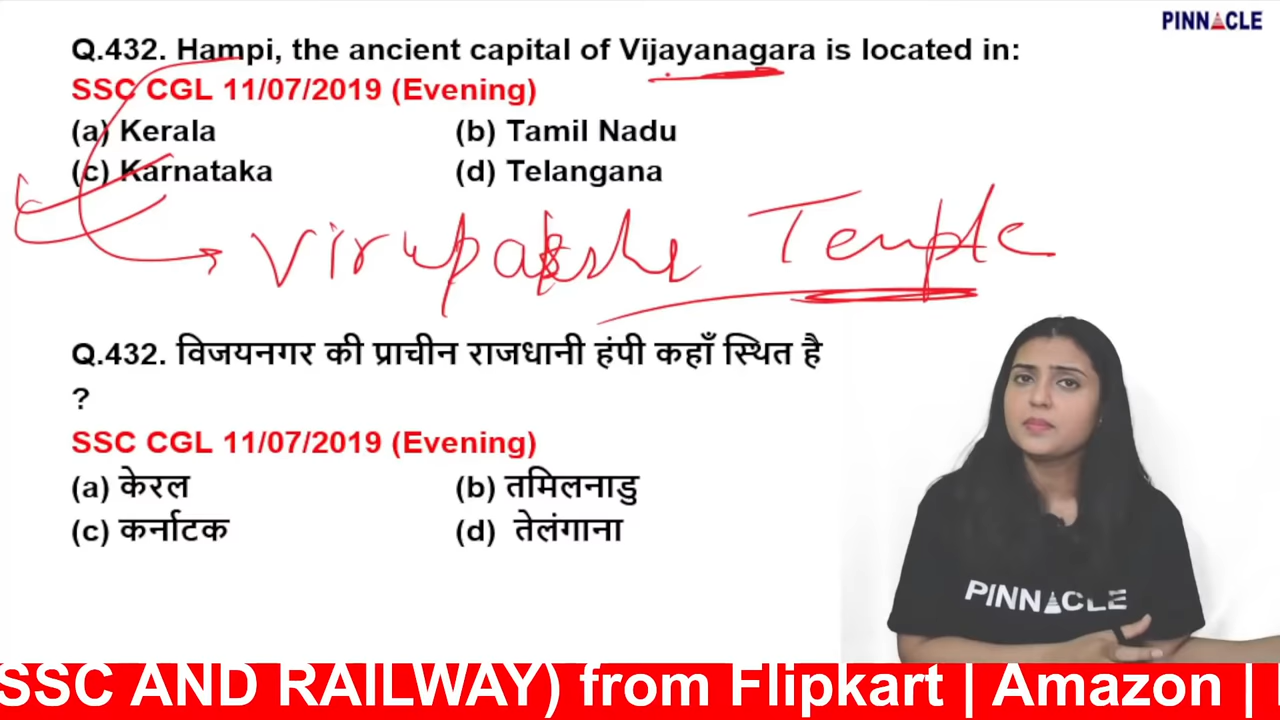 PINNACLE
Q.432. Hampi, the ancient capital of Vijayanagara is located in:
SSC CGL 11/07/2019 (Evening)
(a) Kerala (b) Tamil Nadu
(c) Karnataka (d) Telangana
Virupakshi Temple
Q.432. विजयनगर की प्राचीन राजधानी हंपी कहाँ स्थित है
?
SSC CGL 11/07/2019 (Evening)
(a) केरल (b) तमिलनाडु
(c) कर्नाटक (d) तेलंगाना
PINNACLE
SSC AND RAILWAY) from Flipkart | Amazon |